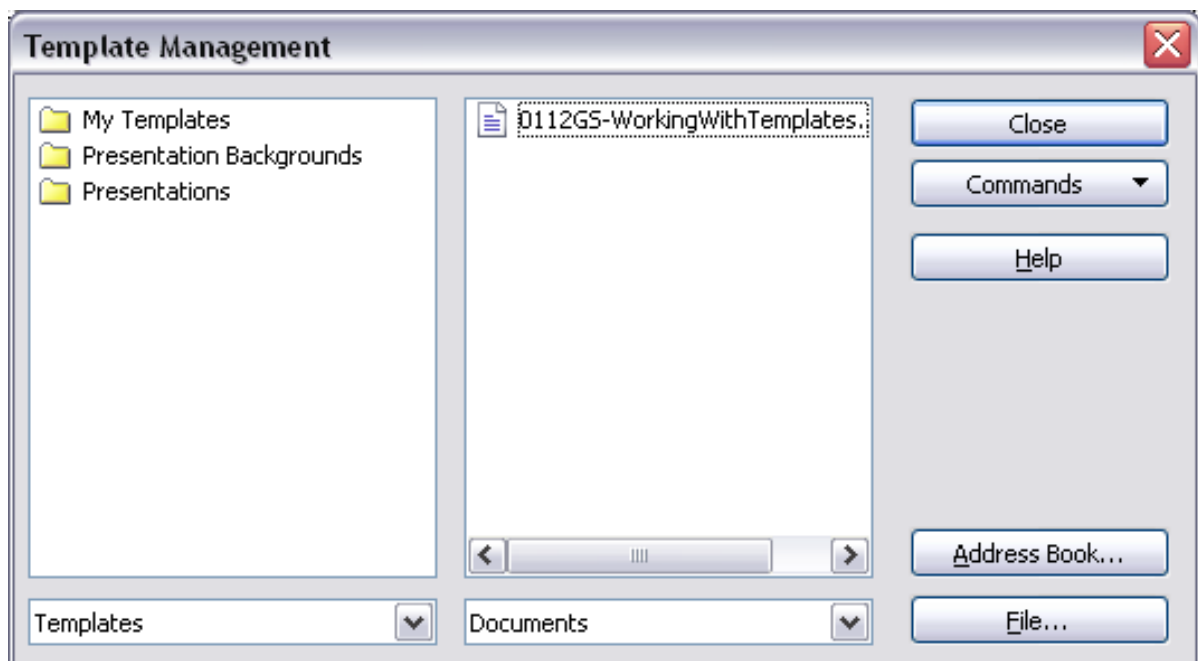 Template Management
My Templates
Presentation Backgrounds
Presentations
Templates
0112GS-WorkingWithTemplates.
Documents
Close
Commands
Help
Address Book...
File...